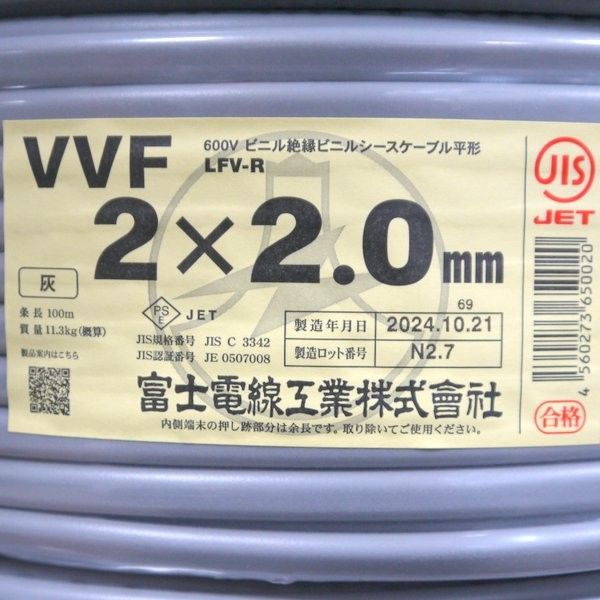 VVF
600V ビニル絶縁ビニルシースケーブル平形
LFV-R
2×2.0mm
JIS
JET
灰
条長 100m
質量 11.3kg(概算)
製品案内はこちら
PS
E
JET
JIS規格番号 JIS C 3342
JIS認証番号 JE 0507008
69
製造年月日 2024.10.21
製造ロット番号 N2.7
富士電線工業株式會社
内側端末の押し跡部分は余長です。取り除いてご使用ください。
4 560273 650020
合格